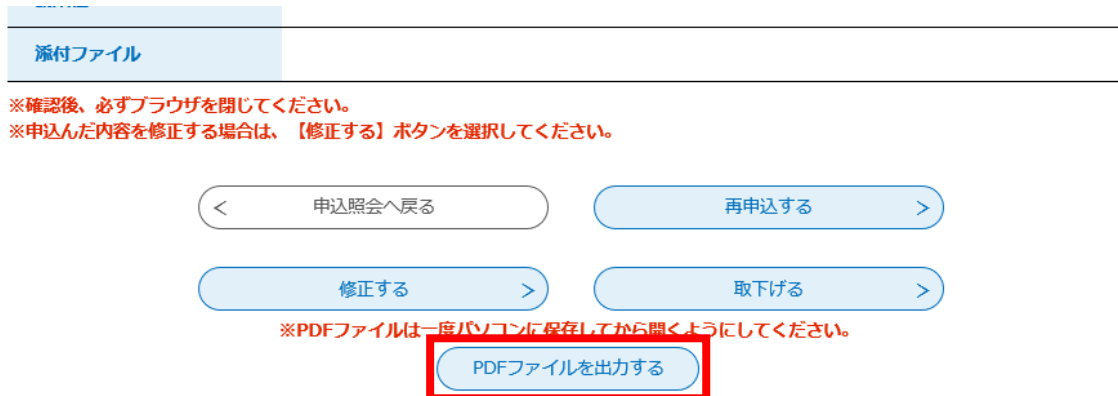 添付ファイル
※確認後、必ずブラウザを閉じてください。
※申込んだ内容を修正する場合は、【修正する】ボタンを選択してください。
< 申込照会へ戻る
再申込する >
修正する >
取下げる >
※PDFファイルは一度パソコンに保存してから開くようにしてください。
PDFファイルを出力する